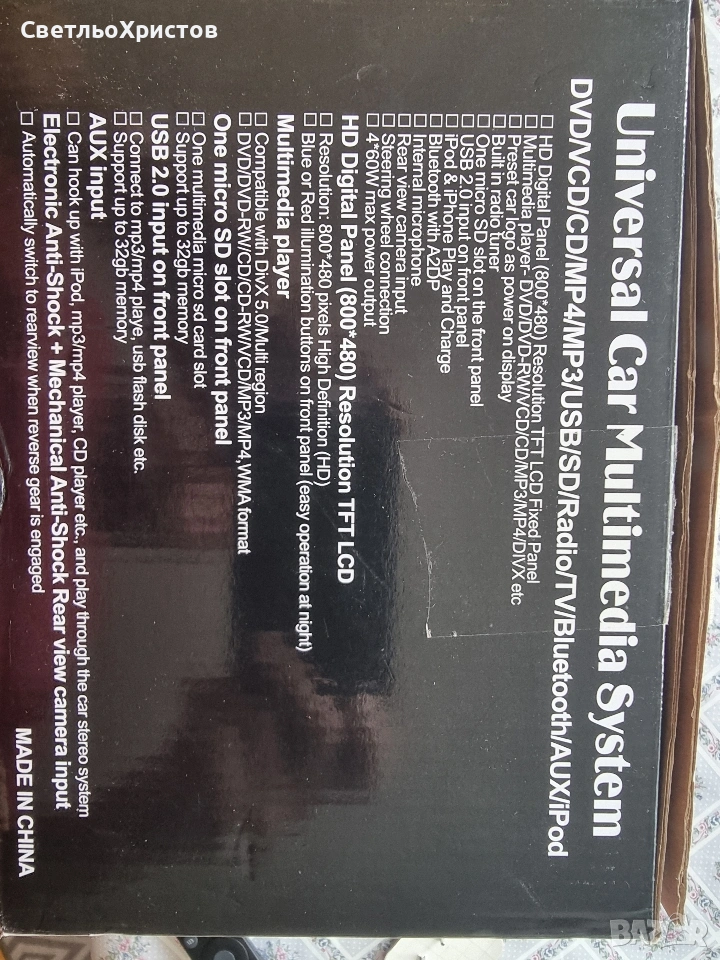 СветльоХристов
Universal Car Multimedia System
DVD/VCD/CD/MP4/MP3/USB/SD/Radio/TV/Bluetooth/AUX/iPod
☐ HD Digital Panel (800*480) Resolution TFT LCD Fixed Panel
☐ Multimedia player- DVD/DVD-RW/VCD/CD/MP3/MP4/DIVX etc
☐ Preset car logo as power on display
☐ Built in radio tuner
☐ One micro SD slot on the front panel
☐ USB 2.0 input on front panel
☐ iPod & iPhone Play and Charge
☐ Bluetooth with A2DP
☐ Internal microphone
☐ Rear view camera input
☐ Steering wheel connection
☐ 4*60W max power output
HD Digital Panel (800*480) Resolution TFT LCD
☐ Resolution: 800*480 pixels High Definition (HD)
☐ Blue or Red illumination buttons on front panel (easy operation at night)
Multimedia player
☐ Compatible with DivX 5.0/Multi region
☐ DVD/DVD-RW/CD/CD-RW/VCD/MP3/MP4,WMA format
One micro SD slot on front panel
☐ One multimedia micro sd card slot
☐ Support up to 32gb memory
USB 2.0 input on front panel
☐ Connect to mp3/mp4 playe, usb flash disk etc.
☐ Support up to 32gb memory
AUX input
☐ Can hook up with iPod, mp3/mp4 player, CD player etc., and play through the car stereo system
Electronic Anti-Shock + Mechanical Anti-Shock Rear view camera input
☐ Automatically switch to rearview when reverse gear is engaged
MADE IN CHINA
BAZAR